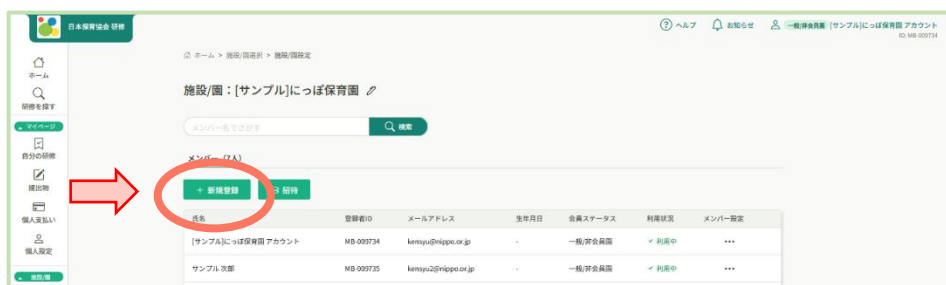 日本保育協会 研修
ヘルプ
お知らせ
一般/非会員園 [サンプル]にっぽ保育園 アカウント
ID: MB-009734
ホーム > 施設/園選択 > 施設/園設定
ホーム
研修を探す
施設/園：[サンプル]にっぽ保育園
メンバー名でさがす
検索
マイページ
自分の研修
メンバー (7人)
提出物
+ 新規登録
招待
個人支払い
氏名 登録者ID メールアドレス 生年月日 会員ステータス 利用状況 メンバー設定
個人設定
[サンプル]にっぽ保育園 アカウント MB-009734 kensyu@nippo.or.jp - 一般/非会員園 利用中 •••
サンプル 次郎 MB-009735 kensyu2@nippo.or.jp - 一般/非会員園 利用中 •••
施設/園